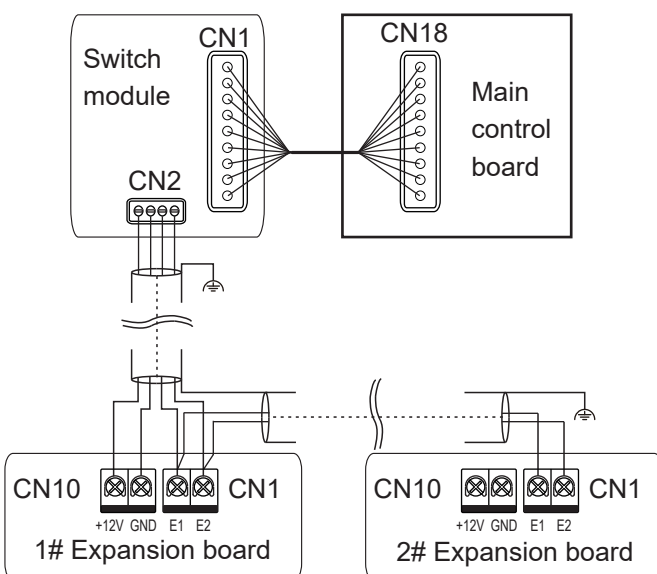 CN1
CN18
Switch
module
Main
control
board
CN2
CN10
CN1
+12V GND E1 E2
1# Expansion board
CN10
CN1
+12V GND E1 E2
2# Expansion board